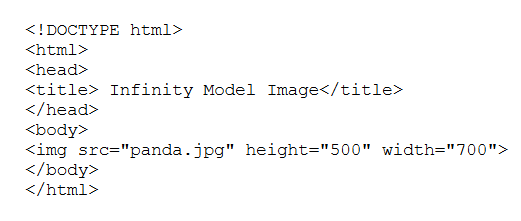 <!DOCTYPE html>
<html>
<head>
<title> Infinity Model Image</title>
</head>
<body>
<img src="panda.jpg" height="500" width="700">
</body>
</html>